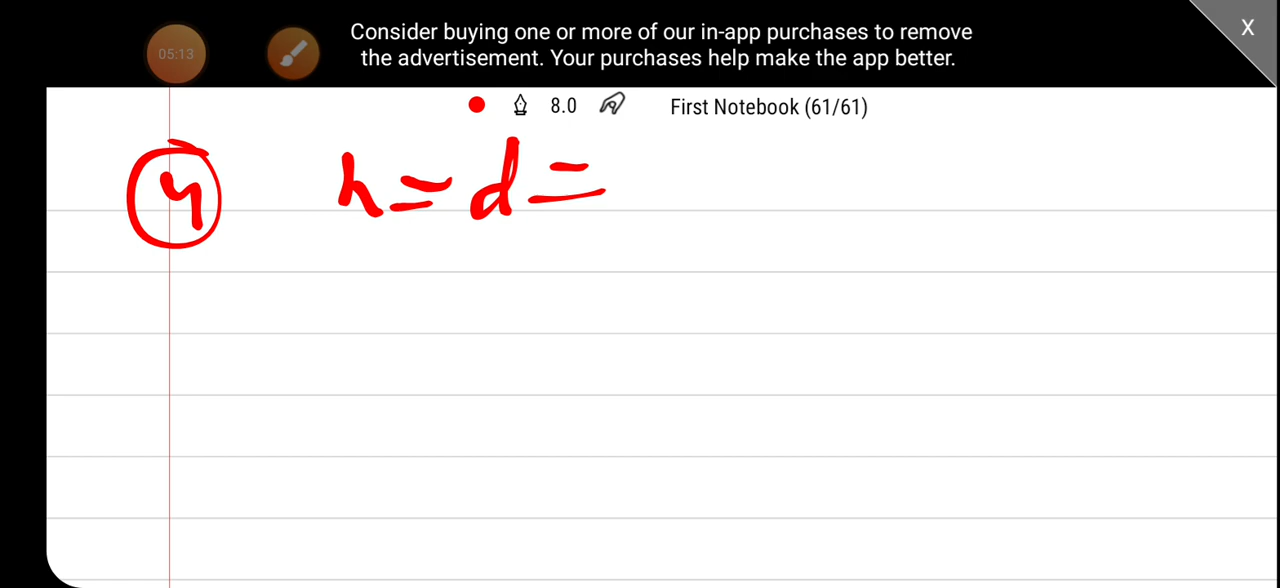 Consider buying one or more of our in-app purchases to remove
the advertisement. Your purchases help make the app better.
X
05:13
8.0 First Notebook (61/61)
4 h = d =